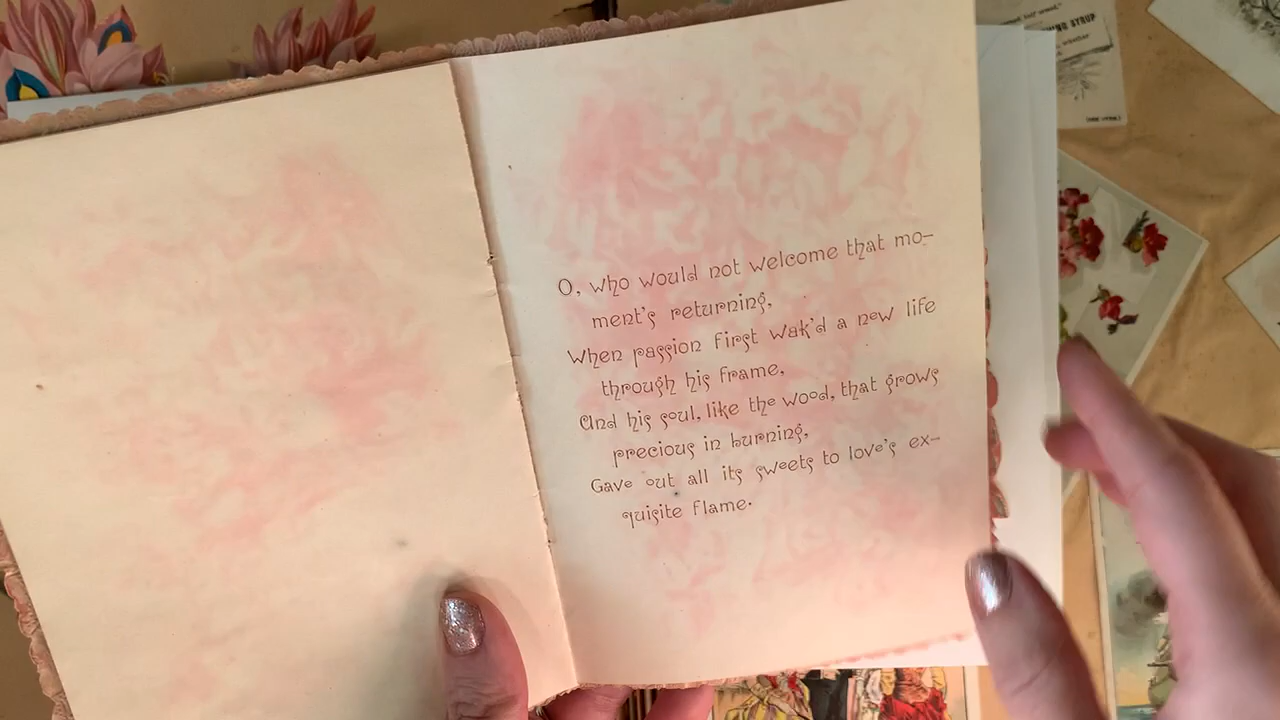 O, who would not welcome that mo–
ment's returning,
When passion first wak'd a new life
through his frame,
And his soul, like the wood, that grows
precious in burning,
Gave out all its sweets to love's ex–
quisite flame.
SYRUP